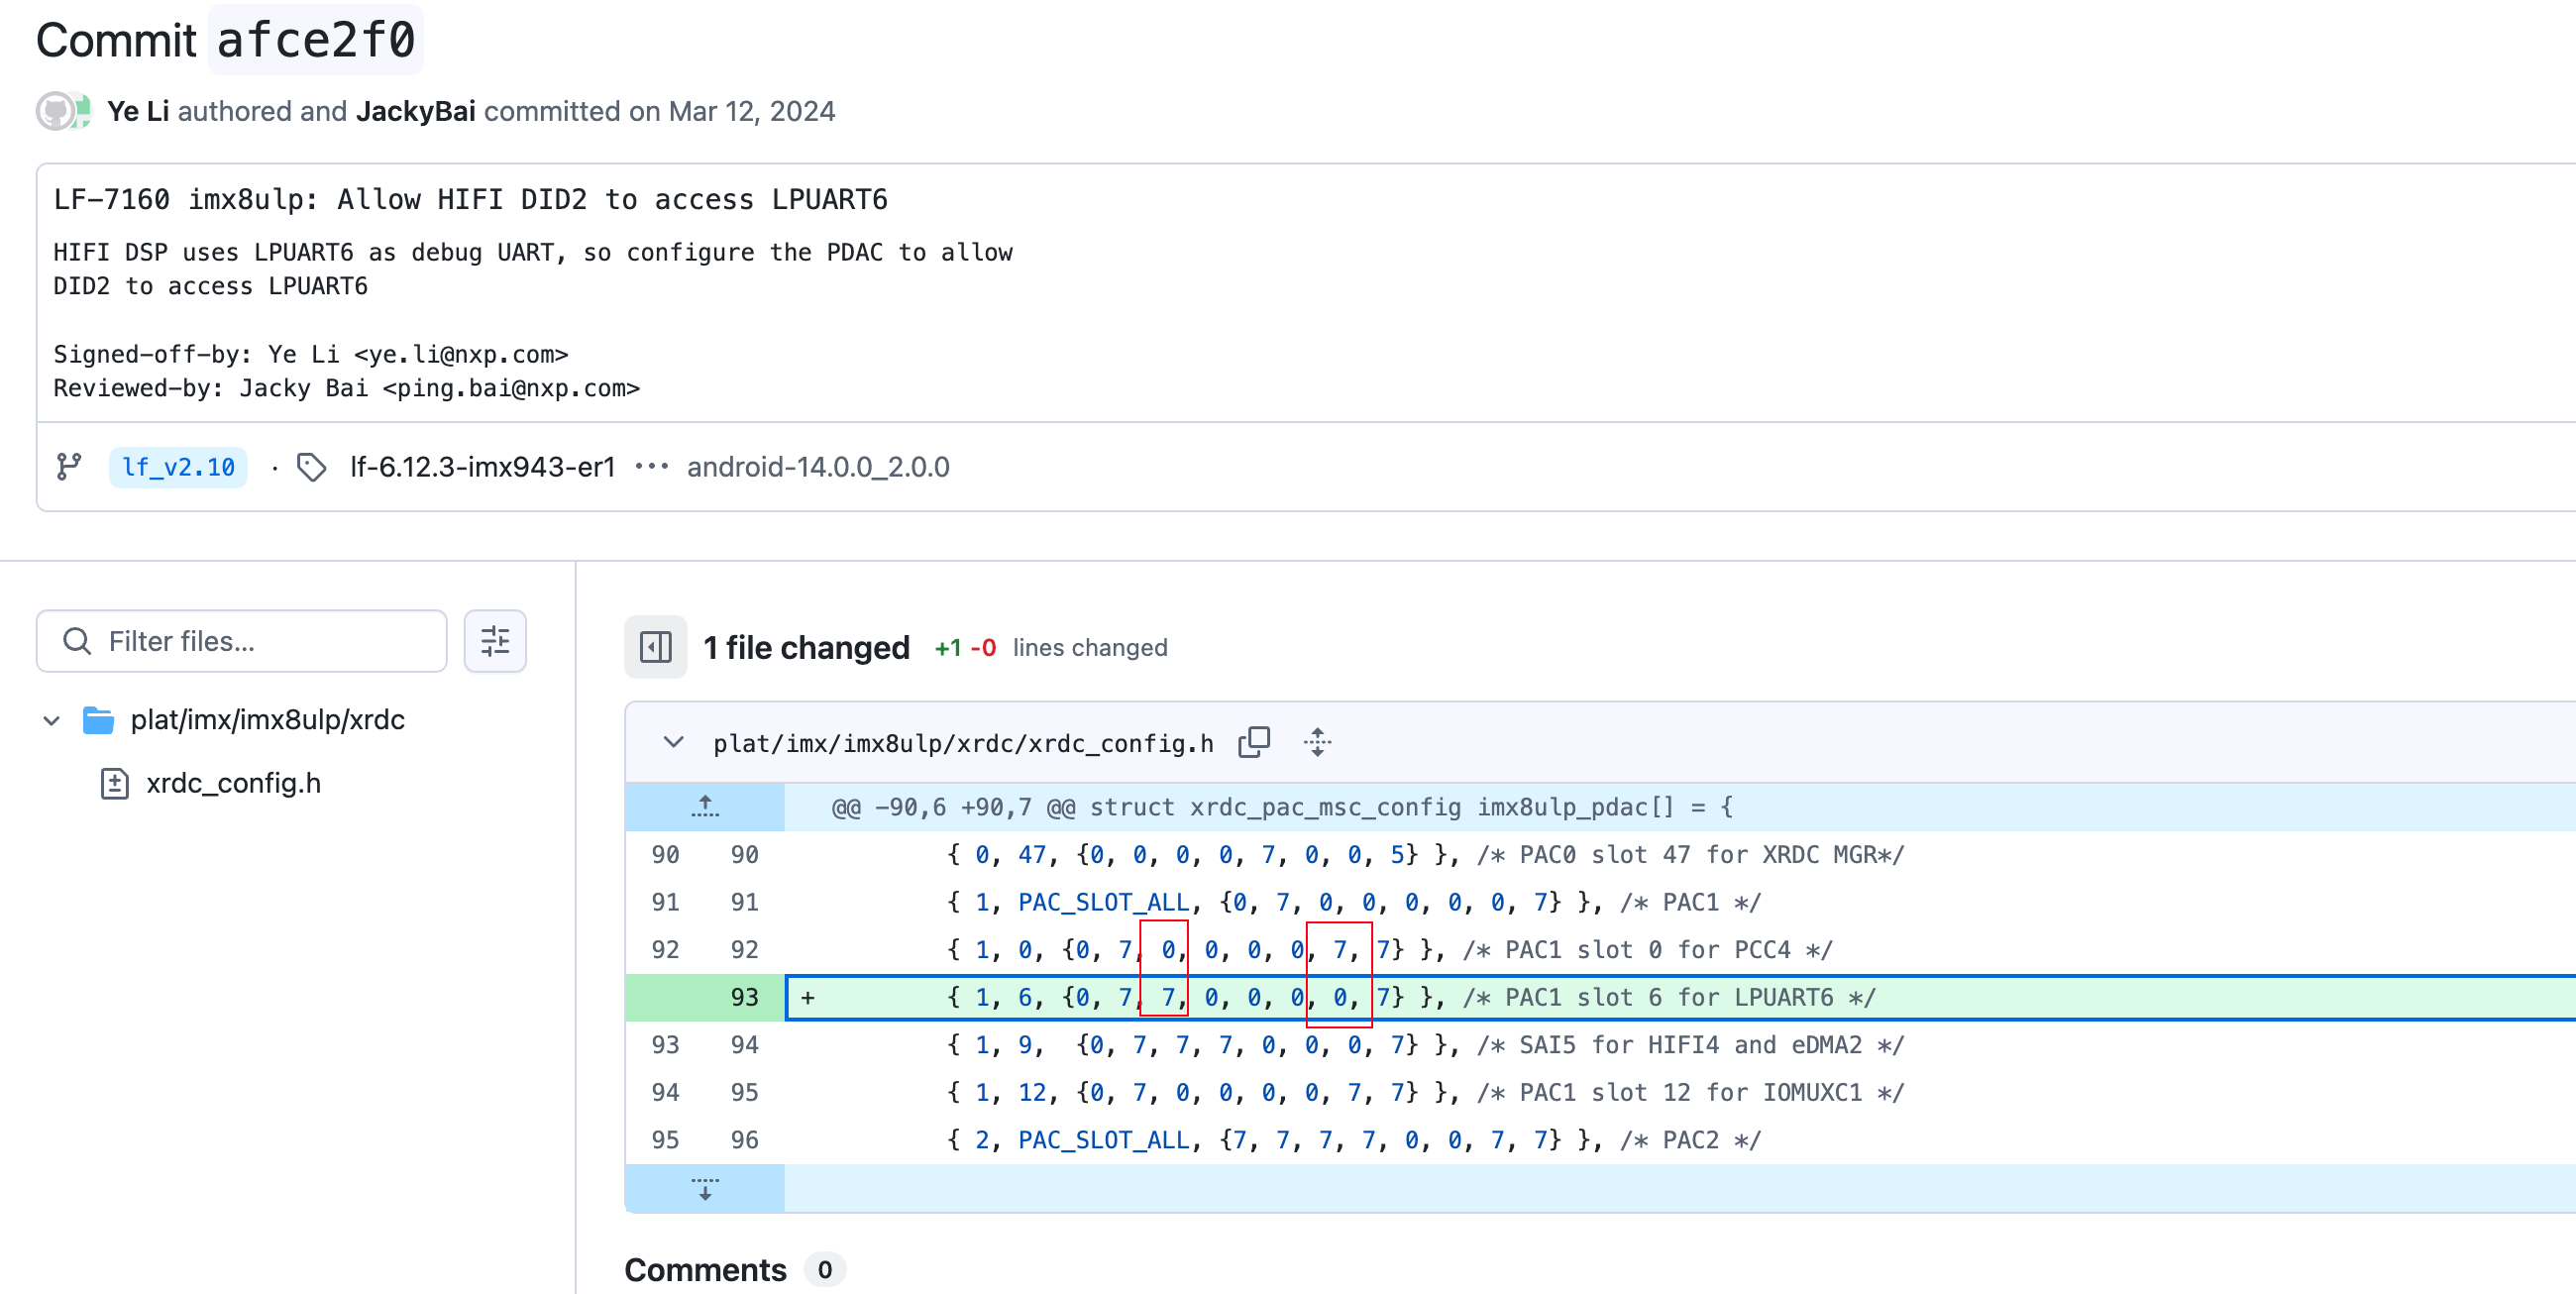 Commit afce2f0
Ye Li authored and JackyBai committed on Mar 12, 2024
LF-7160 imx8ulp: Allow HIFI DID2 to access LPUART6
HIFI DSP uses LPUART6 as debug UART, so configure the PDAC to allow
DID2 to access LPUART6
Signed-off-by: Ye Li <ye.li@nxp.com>
Reviewed-by: Jacky Bai <ping.bai@nxp.com>
lf_v2.10 · lf-6.12.3-imx943-er1 ··· android-14.0.0_2.0.0
Filter files...
plat/imx/imx8ulp/xrdc
xrdc_config.h
1 file changed +1 -0 lines changed
plat/imx/imx8ulp/xrdc/xrdc_config.h
@@ -90,6 +90,7 @@ struct xrdc_pac_msc_config imx8ulp_pdac[] = {
90 90 { 0, 47, {0, 0, 0, 0, 7, 0, 0, 5} }, /* PAC0 slot 47 for XRDC MGR*/
91 91 { 1, PAC_SLOT_ALL, {0, 7, 0, 0, 0, 0, 0, 7} }, /* PAC1 */
92 92 { 1, 0, {0, 7, 0, 0, 0, 0, 7, 7} }, /* PAC1 slot 0 for PCC4 */
93 + { 1, 6, {0, 7, 7, 0, 0, 0, 0, 7} }, /* PAC1 slot 6 for LPUART6 */
93 94 { 1, 9, {0, 7, 7, 7, 0, 0, 0, 7} }, /* SAI5 for HIFI4 and eDMA2 */
94 95 { 1, 12, {0, 7, 0, 0, 0, 0, 7, 7} }, /* PAC1 slot 12 for IOMUXC1 */
95 96 { 2, PAC_SLOT_ALL, {7, 7, 7, 7, 0, 0, 7, 7} }, /* PAC2 */
Comments 0